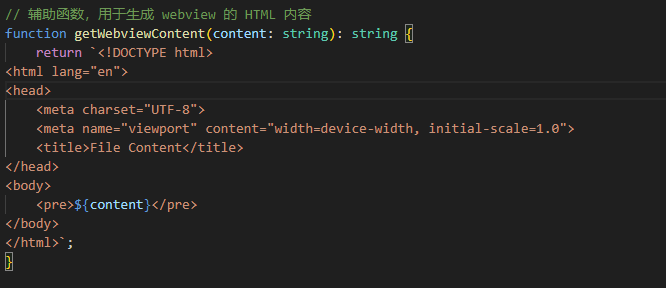 // 辅助函数，用于生成 webview 的 HTML 内容
function getWebviewContent(content: string): string {
    return `<!DOCTYPE html>
<html lang="en">
<head>
    <meta charset="UTF-8">
    <meta name="viewport" content="width=device-width, initial-scale=1.0">
    <title>File Content</title>
</head>
<body>
    <pre>${content}</pre>
</body>
</html>`;
}